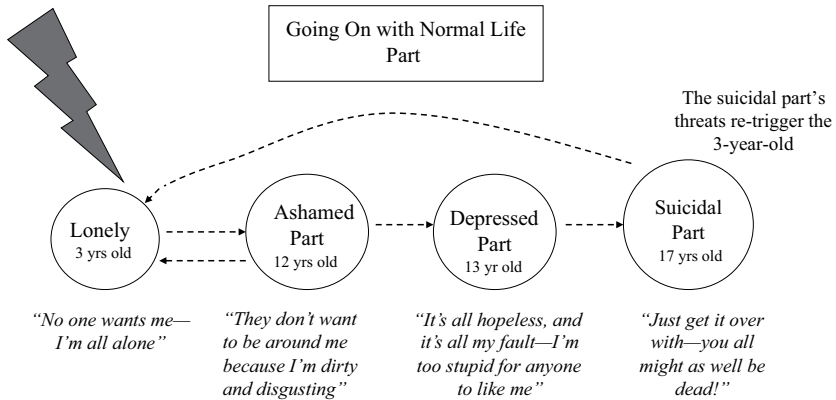 Going On with Normal Life
Part
The suicidal part’s
threats re-trigger the
3-year-old
Lonely
3 yrs old
Ashamed
Part
12 yrs old
Depressed
Part
13 yr old
Suicidal
Part
17 yrs old
“No one wants me—
I’m all alone”
“They don’t want
to be around me
because I’m dirty
and disgusting”
“It’s all hopeless, and
it’s all my fault—I’m
too stupid for anyone
to like me”
“Just get it over
with—you all
might as well be
dead!”